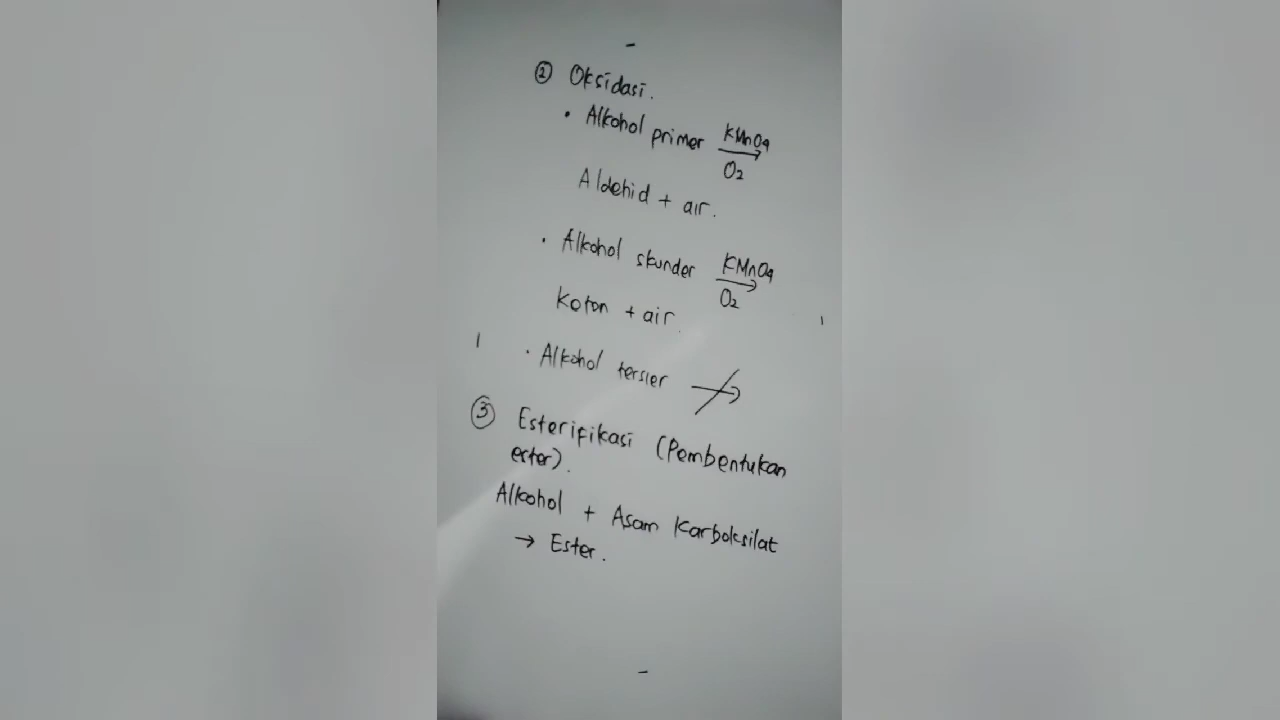 ② Oksidasi.
• Alkohol primer KMnO₄ → O₂
Aldehid + air.
• Alkohol skunder KMnO₄ → O₂
Keton + air.
• Alkohol tersier ↛
③ Esterifikasi (Pembentukan
ester).
Alkohol + Asam Karboksilat
→ Ester.